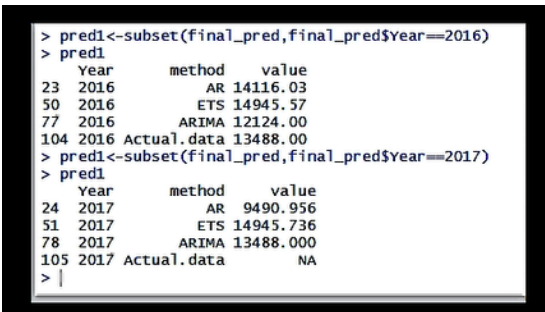 > pred1<-subset(final_pred,final_pred$Year==2016)
> pred1
    Year      method    value
23  2016          AR 14116.03
50  2016         ETS 14945.57
77  2016       ARIMA 12124.00
104 2016 Actual.data 13488.00
> pred1<-subset(final_pred,final_pred$Year==2017)
> pred1
    Year      method     value
24  2017          AR  9490.956
51  2017         ETS 14945.736
78  2017       ARIMA 13488.000
105 2017 Actual.data        NA
>